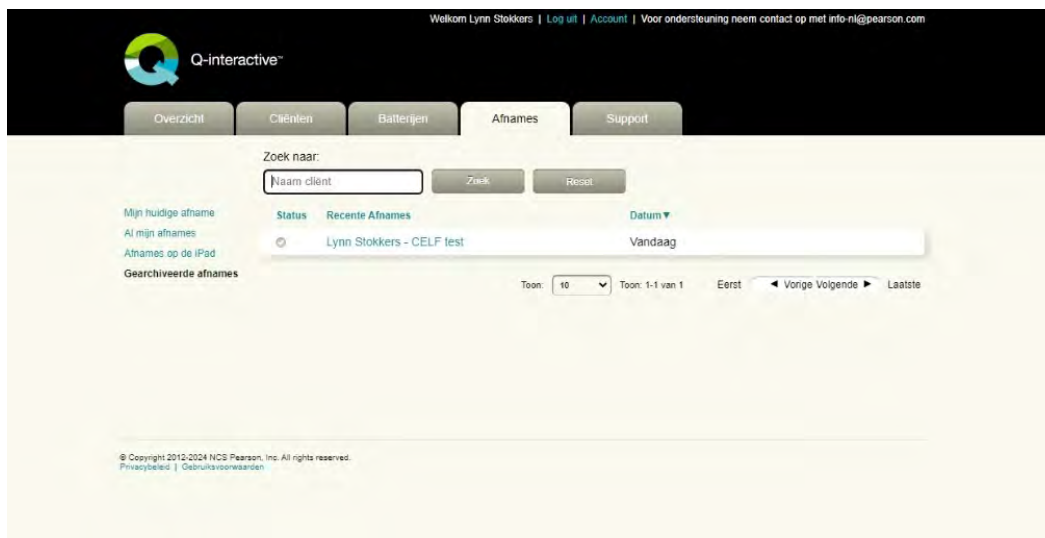 Welkom Lynn Stokkers | Log uit | Account | Voor ondersteuning neem contact op met info-nl@pearson.com
Q-interactive™
Overzicht Cliënten Batterijen Afnames Support
Zoek naar:
Naam cliënt Zoek Reset
Mijn huidige afname
Al mijn afnames
Afnames op de iPad
Gearchiveerde afnames
Status Recente Afnames Datum▼
Lynn Stokkers - CELF test Vandaag
Toon: 10 Toon: 1-1 van 1 Eerst ◄ Vorige Volgende ► Laatste
© Copyright 2012-2024 NCS Pearson, Inc. All rights reserved.
Privacybeleid | Gebruiksvoorwaarden